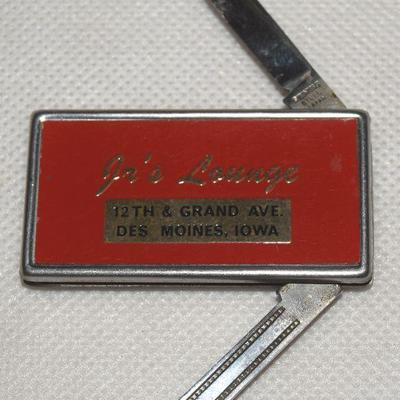 Jr's Lounge
12TH & GRAND AVE.
DES MOINES, IOWA